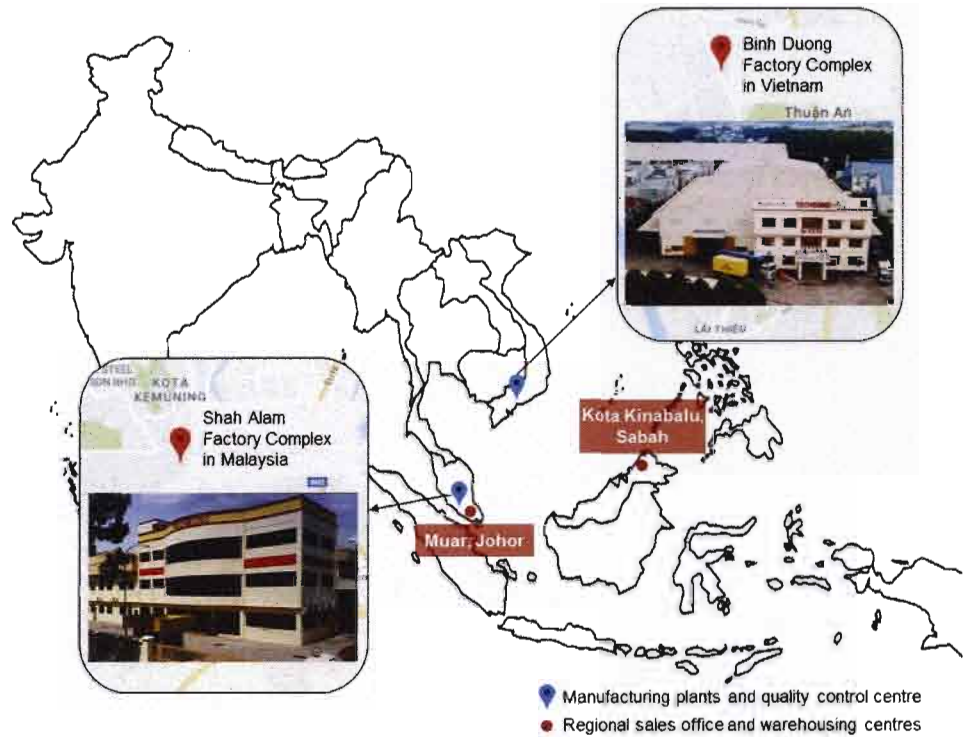 Binh Duong
Factory Complex
in Vietnam
Thuận An
LÁI THIÊU
KOTA
KEMUNING
Shah Alam
Factory Complex
in Malaysia
Kota Kinabalu,
Sabah
Muar, Johor
Manufacturing plants and quality control centre
Regional sales office and warehousing centres